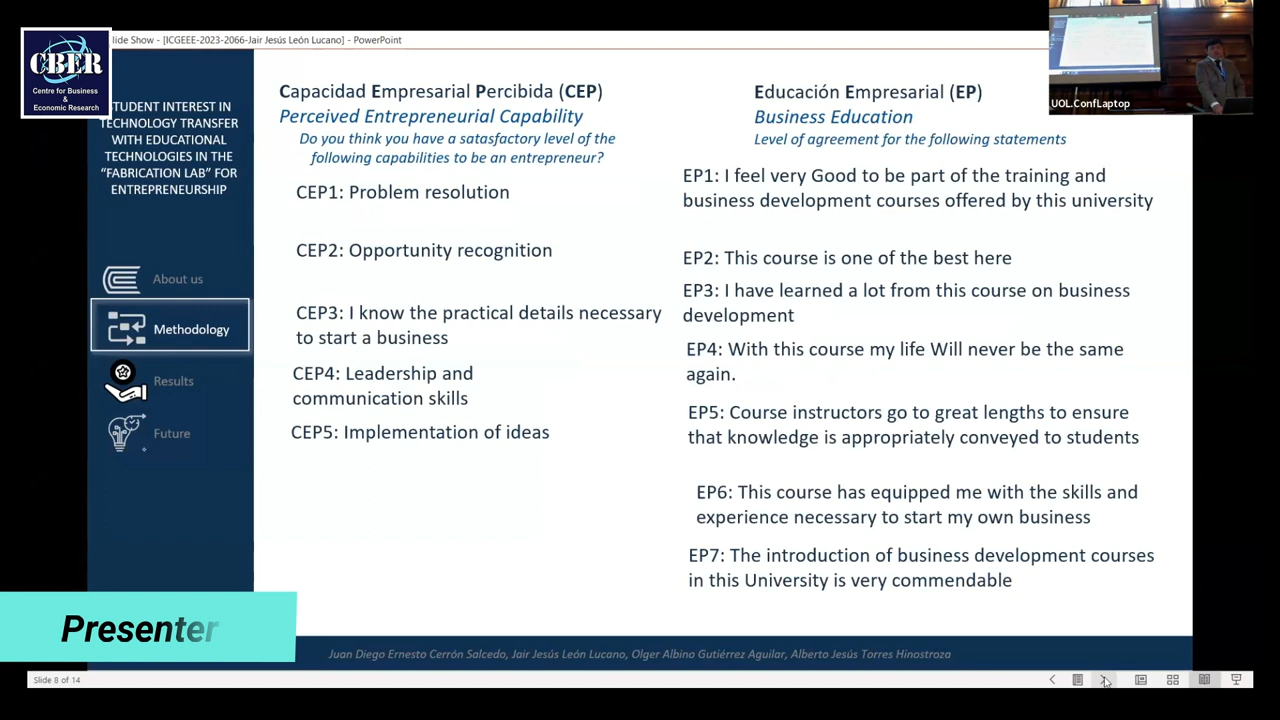 lide Show - [ICGEEE-2023-2066-Jair Jesús León Lucano] - PowerPoint
CBER
Centre for Business
&
Economic Research
STUDENT INTEREST IN
TECHNOLOGY TRANSFER
WITH EDUCATIONAL
TECHNOLOGIES IN THE
“FABRICATION LAB” FOR
ENTREPRENEURSHIP
About us
Methodology
Results
Future
Capacidad Empresarial Percibida (CEP)
Perceived Entrepreneurial Capability
Do you think you have a satasfactory level of the
following capabilities to be an entrepreneur?
CEP1: Problem resolution
CEP2: Opportunity recognition
CEP3: I know the practical details necessary
to start a business
CEP4: Leadership and
communication skills
CEP5: Implementation of ideas
Educación Empresarial (EP)
Business Education
Level of agreement for the following statements
EP1: I feel very Good to be part of the training and
business development courses offered by this university
EP2: This course is one of the best here
EP3: I have learned a lot from this course on business
development
EP4: With this course my life Will never be the same
again.
EP5: Course instructors go to great lengths to ensure
that knowledge is appropriately conveyed to students
EP6: This course has equipped me with the skills and
experience necessary to start my own business
EP7: The introduction of business development courses
in this University is very commendable
UOL.ConfLaptop
Presenter
Juan Diego Ernesto Cerrón Salcedo, Jair Jesús León Lucano, Olger Albino Gutiérrez Aguilar, Alberto Jesús Torres Hinostroza
Slide 8 of 14